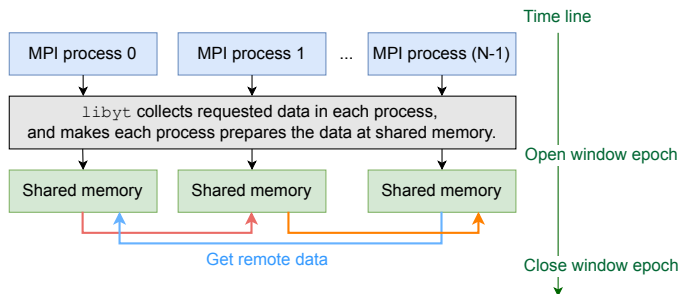 Time line
MPI process 0
MPI process 1
...
MPI process (N-1)
libyt collects requested data in each process,
and makes each process prepares the data at shared memory.
Open window epoch
Shared memory
Shared memory
Shared memory
Get remote data
Close window epoch